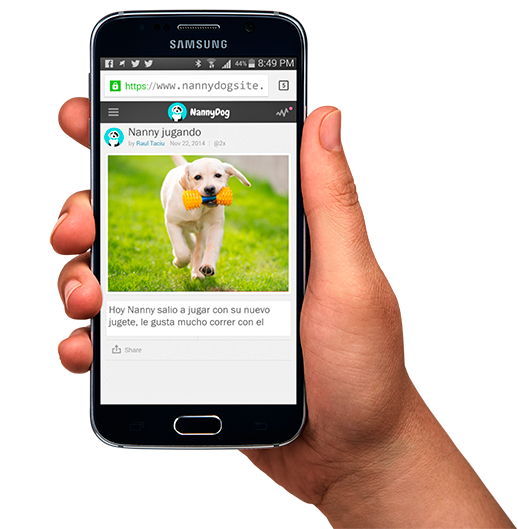 SAMSUNG
44% 8:49 PM
https://www.nannydogsite.
5
NannyDog
Nanny jugando
by Raul Taciu Nov 22, 2014 @2x
Hoy Nanny salio a jugar con su nuevo
jugete, le gusta mucho correr con el
Share